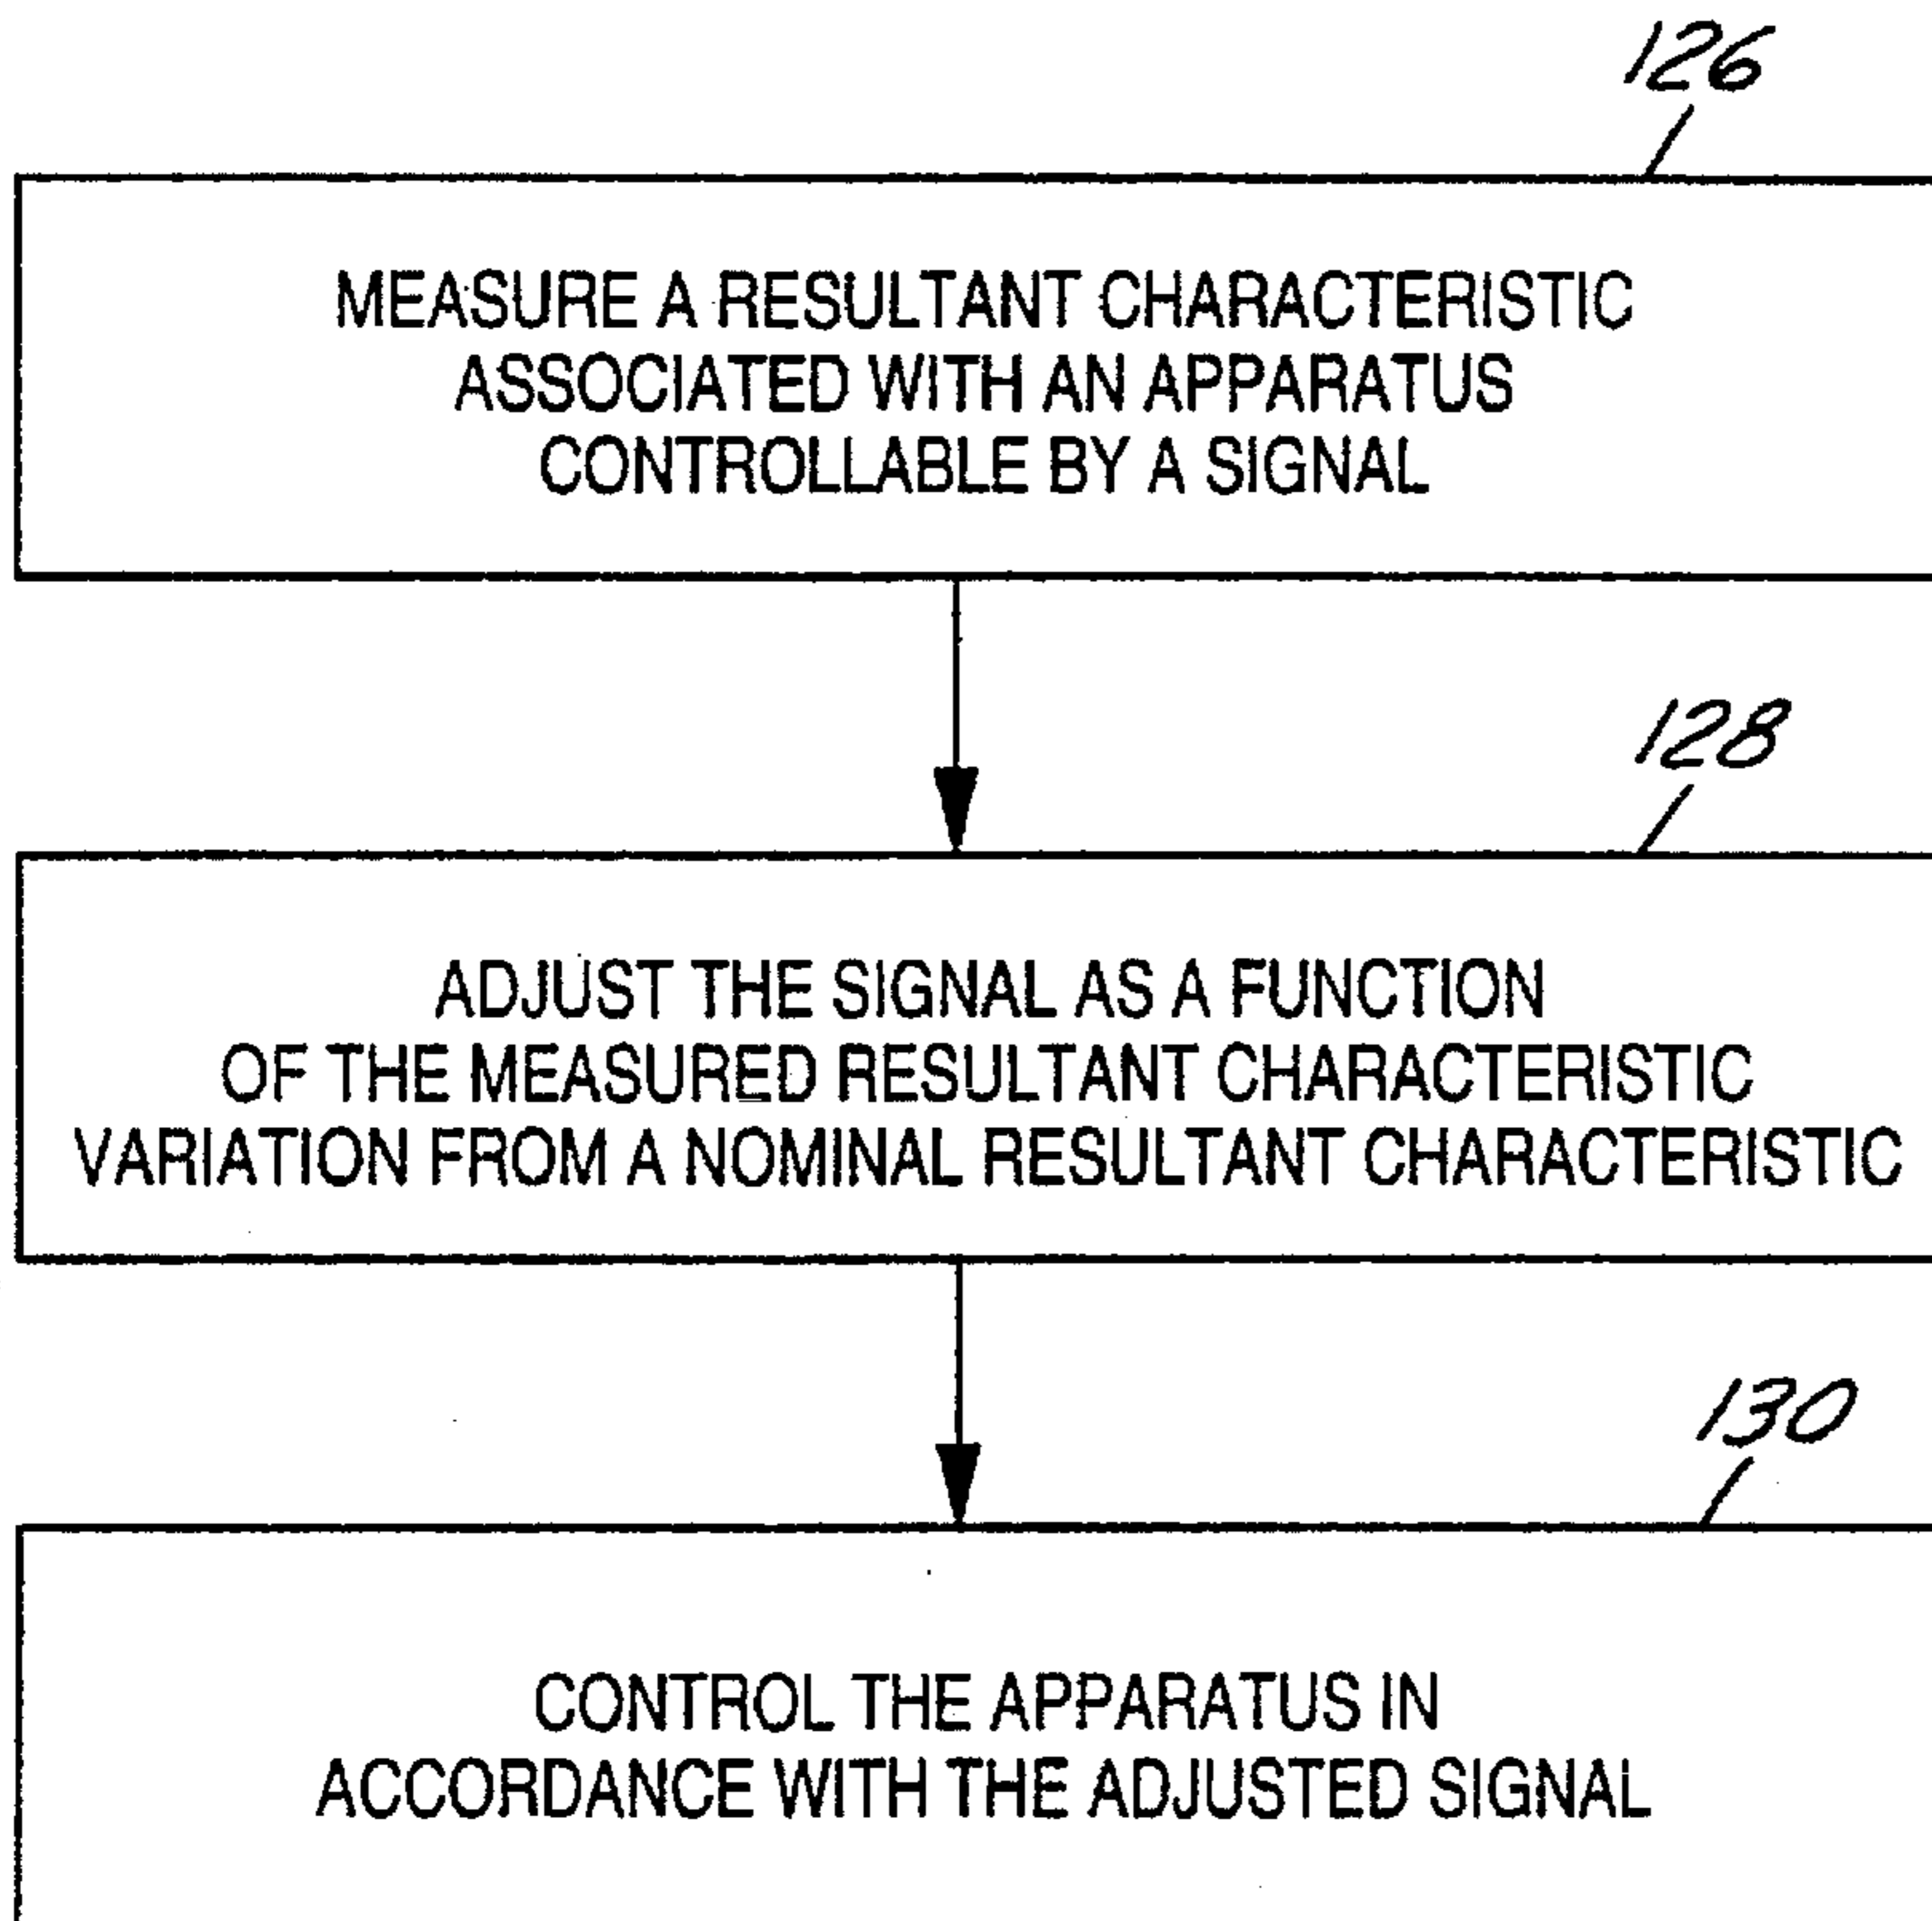 126
MEASURE A RESULTANT CHARACTERISTIC
ASSOCIATED WITH AN APPARATUS
CONTROLLABLE BY A SIGNAL
128
ADJUST THE SIGNAL AS A FUNCTION
OF THE MEASURED RESULTANT CHARACTERISTIC
VARIATION FROM A NOMINAL RESULTANT CHARACTERISTIC
130
CONTROL THE APPARATUS IN
ACCORDANCE WITH THE ADJUSTED SIGNAL